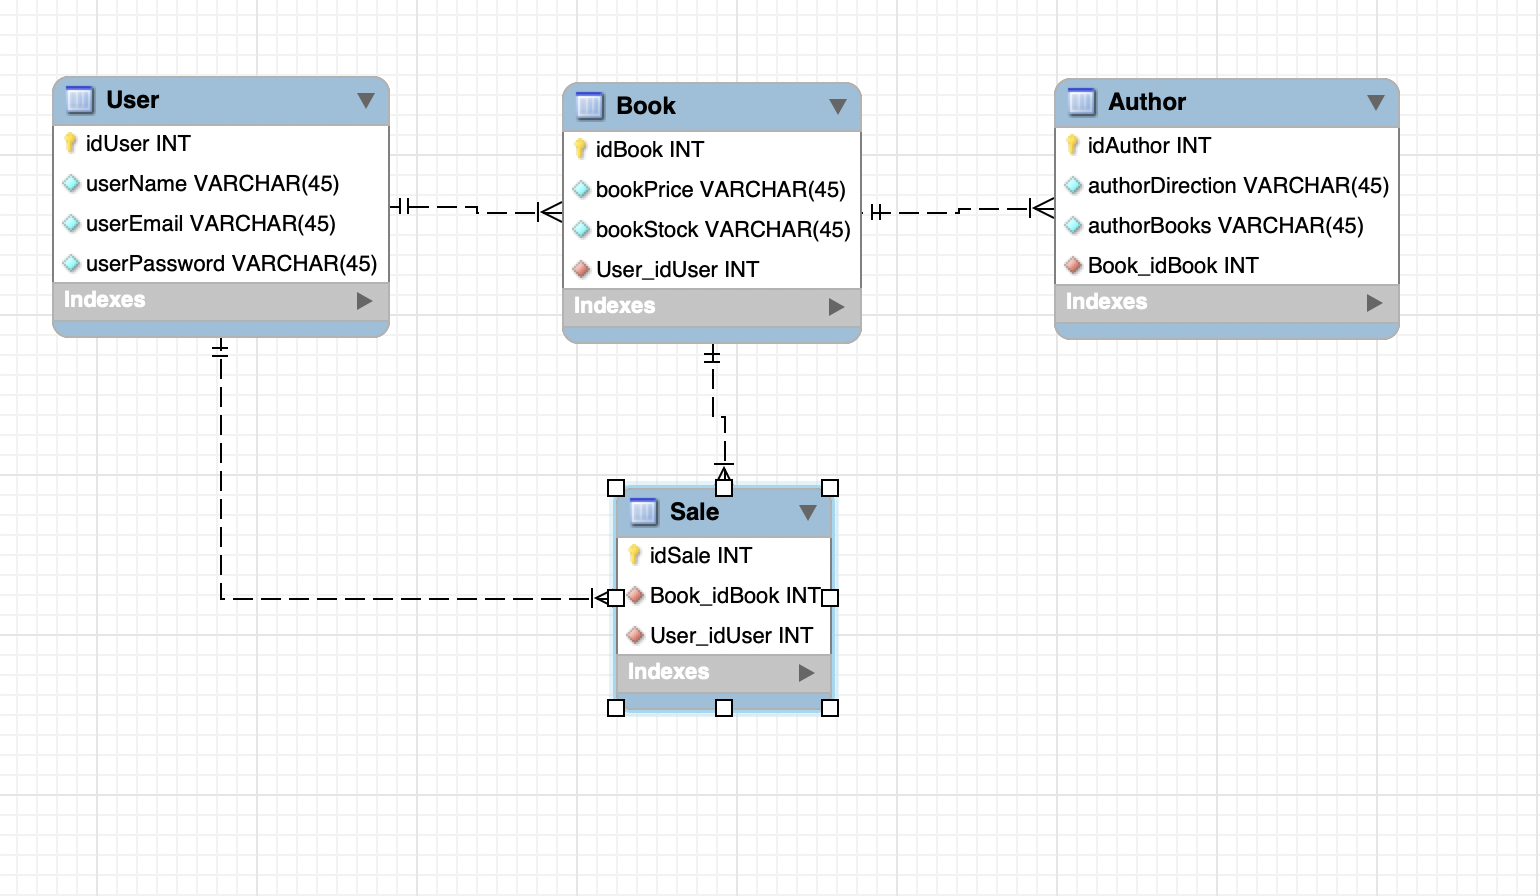 User
idUser INT
userName VARCHAR(45)
userEmail VARCHAR(45)
userPassword VARCHAR(45)
Indexes
Book
idBook INT
bookPrice VARCHAR(45)
bookStock VARCHAR(45)
User_idUser INT
Indexes
Author
idAuthor INT
authorDirection VARCHAR(45)
authorBooks VARCHAR(45)
Book_idBook INT
Indexes
Sale
idSale INT
Book_idBook INT
User_idUser INT
Indexes